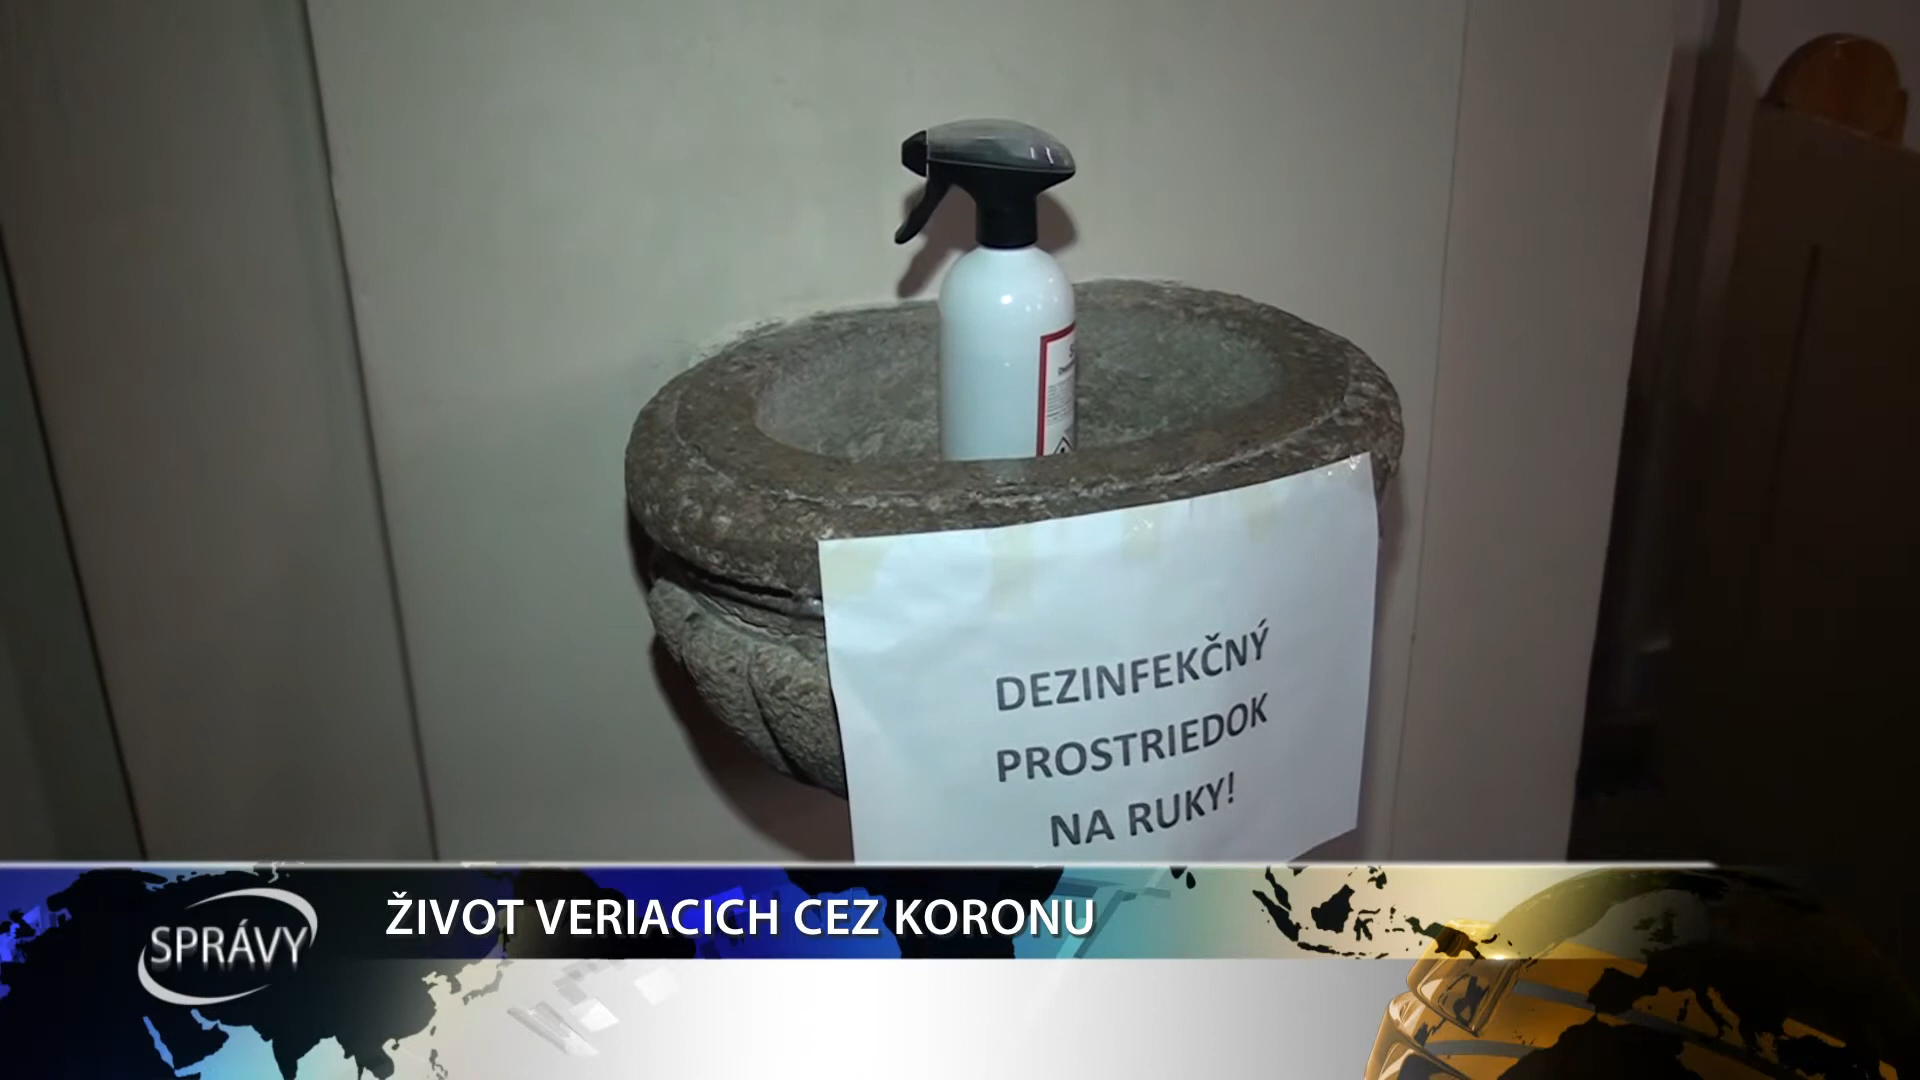 DEZINFEKČNÝ
PROSTRIEDOK
NA RUKY!
SPRÁVY
ŽIVOT VERIACICH CEZ KORONU